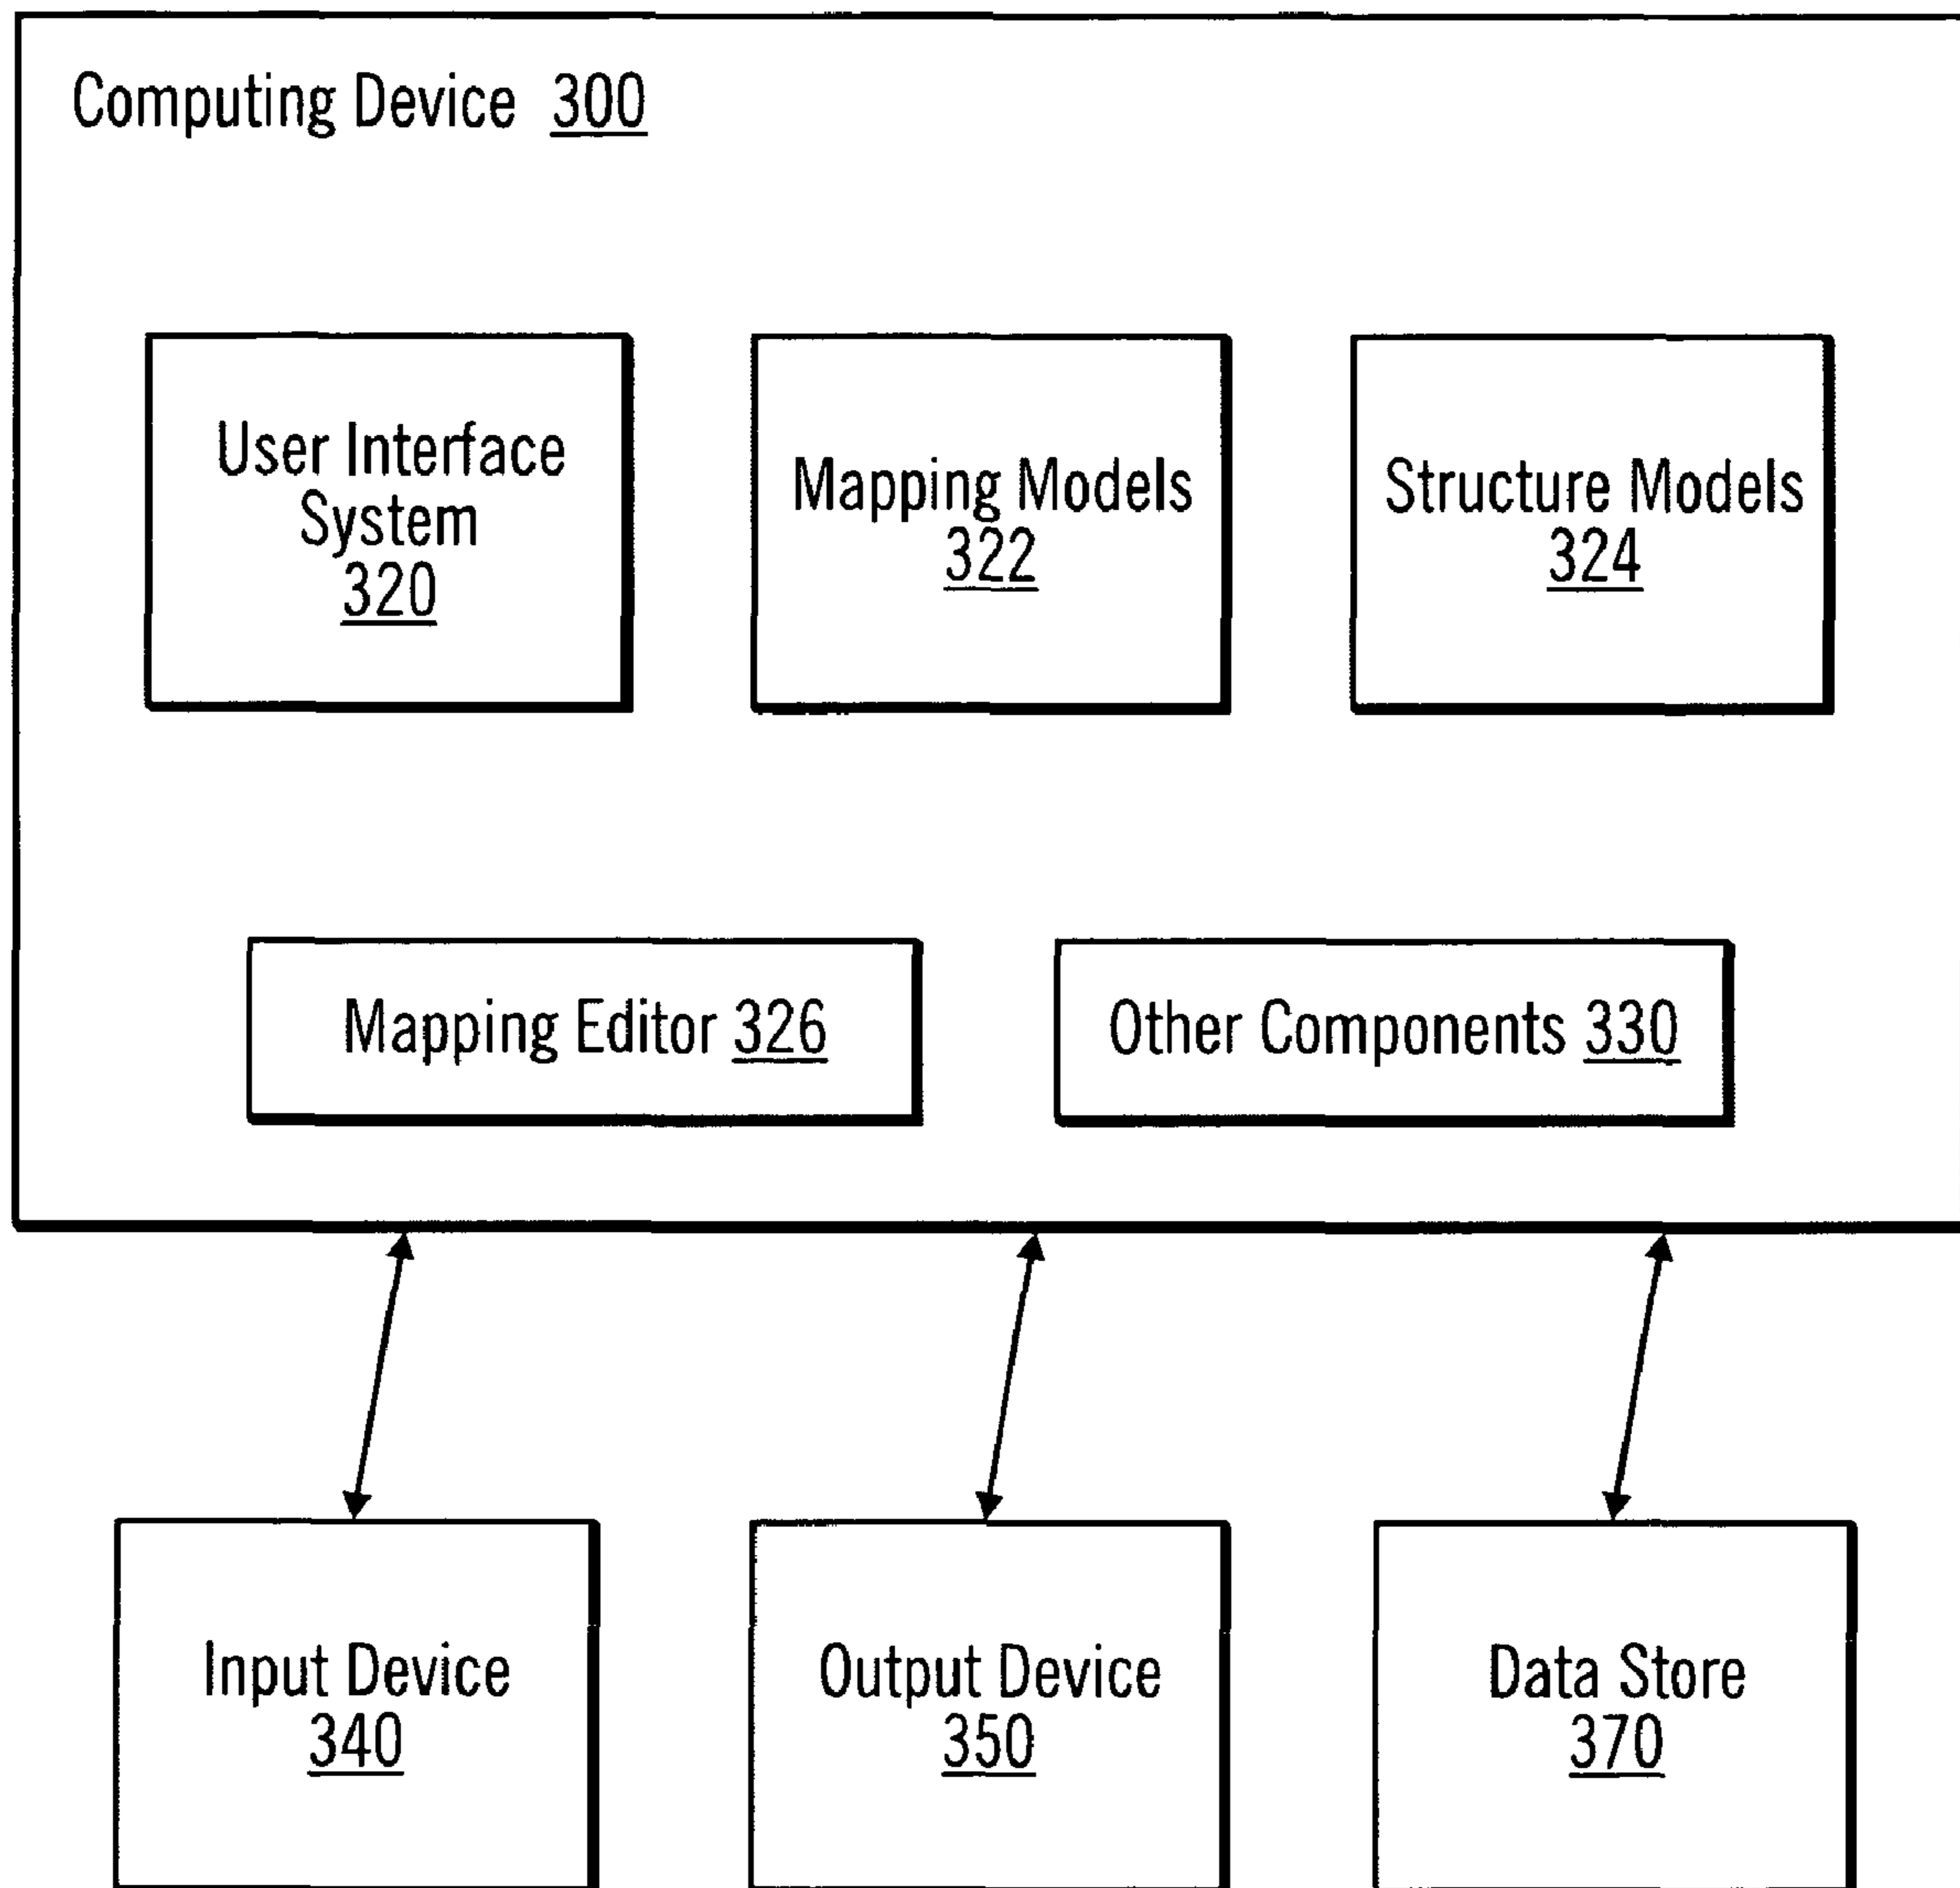 Computing Device 300
User Interface
System
320
Mapping Models
322
Structure Models
324
Mapping Editor 326
Other Components 330
Input Device
340
Output Device
350
Data Store
370